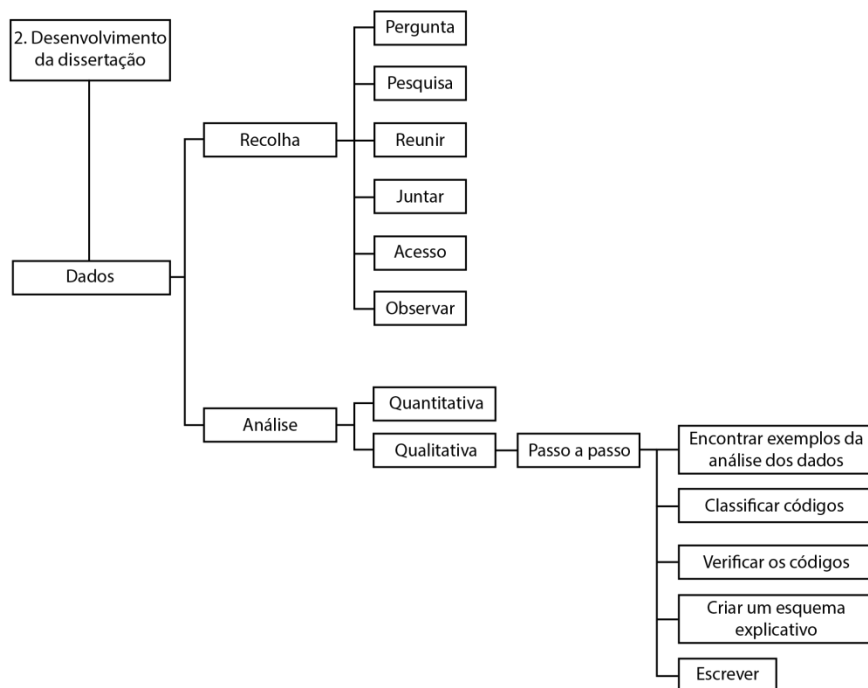 2. Desenvolvimento
da dissertação
Dados
Recolha
Pergunta
Pesquisa
Reunir
Juntar
Acesso
Observar
Análise
Quantitativa
Qualitativa
Passo a passo
Encontrar exemplos da
análise dos dados
Classificar códigos
Verificar os códigos
Criar um esquema
explicativo
Escrever